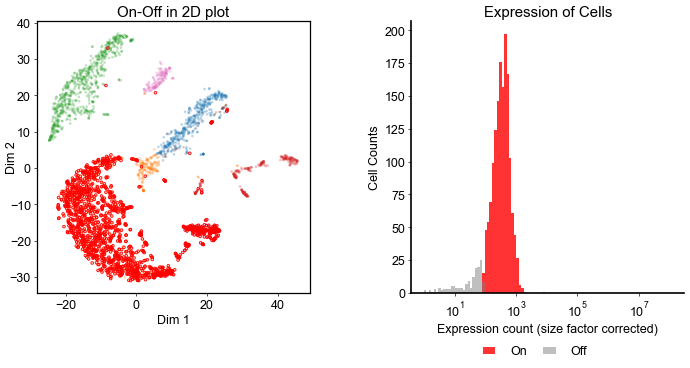 On-Off in 2D plot
40
30
20
10
0
−10
−20
−30
Dim 2
−20 0 20 40
Dim 1
Expression of Cells
200
175
150
125
100
75
50
25
0
Cell Counts
10^1 10^3 10^5 10^7
Expression count (size factor corrected)
On Off